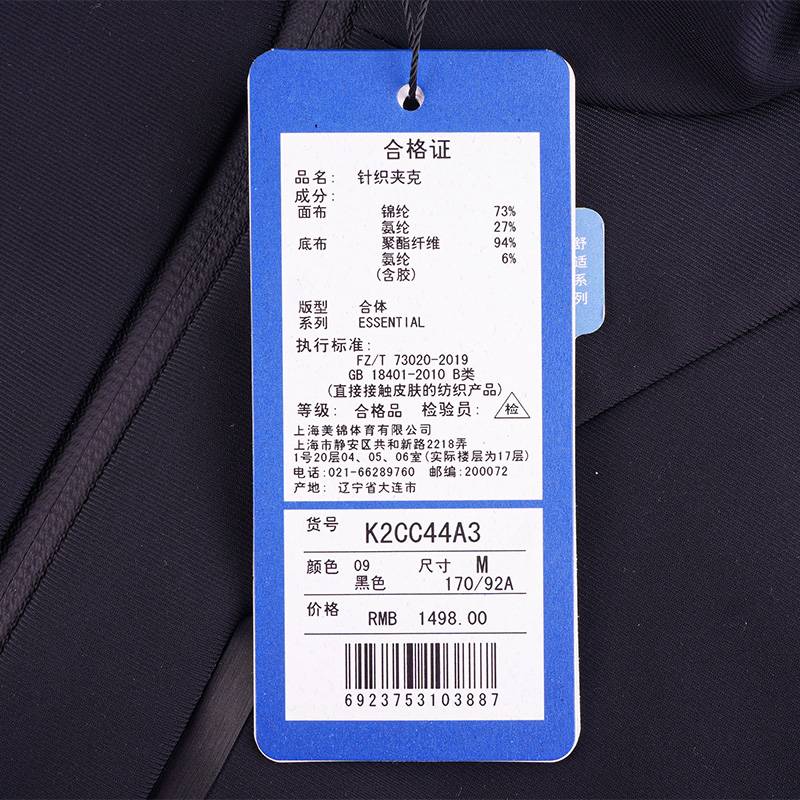 合格证
品名: 针织夹克
成分:
面布 锦纶 73%
氨纶 27%
底布 聚酯纤维 94%
氨纶 6%
(含胶)
版型 合体
系列 ESSENTIAL
执行标准:
FZ/T 73020-2019
GB 18401-2010 B类
(直接接触皮肤的纺织产品)
等级: 合格品 检验员: 检
上海美锦体育有限公司
上海市静安区共和新路2218弄
1号20层04、05、06室(实际楼层为17层)
电话:021-66289760 邮编:200072
产地: 辽宁省大连市
货号 K2CC44A3
颜色 09 尺寸 M
黑色 170/92A
价格 RMB 1498.00
6923753103887
舒适系列